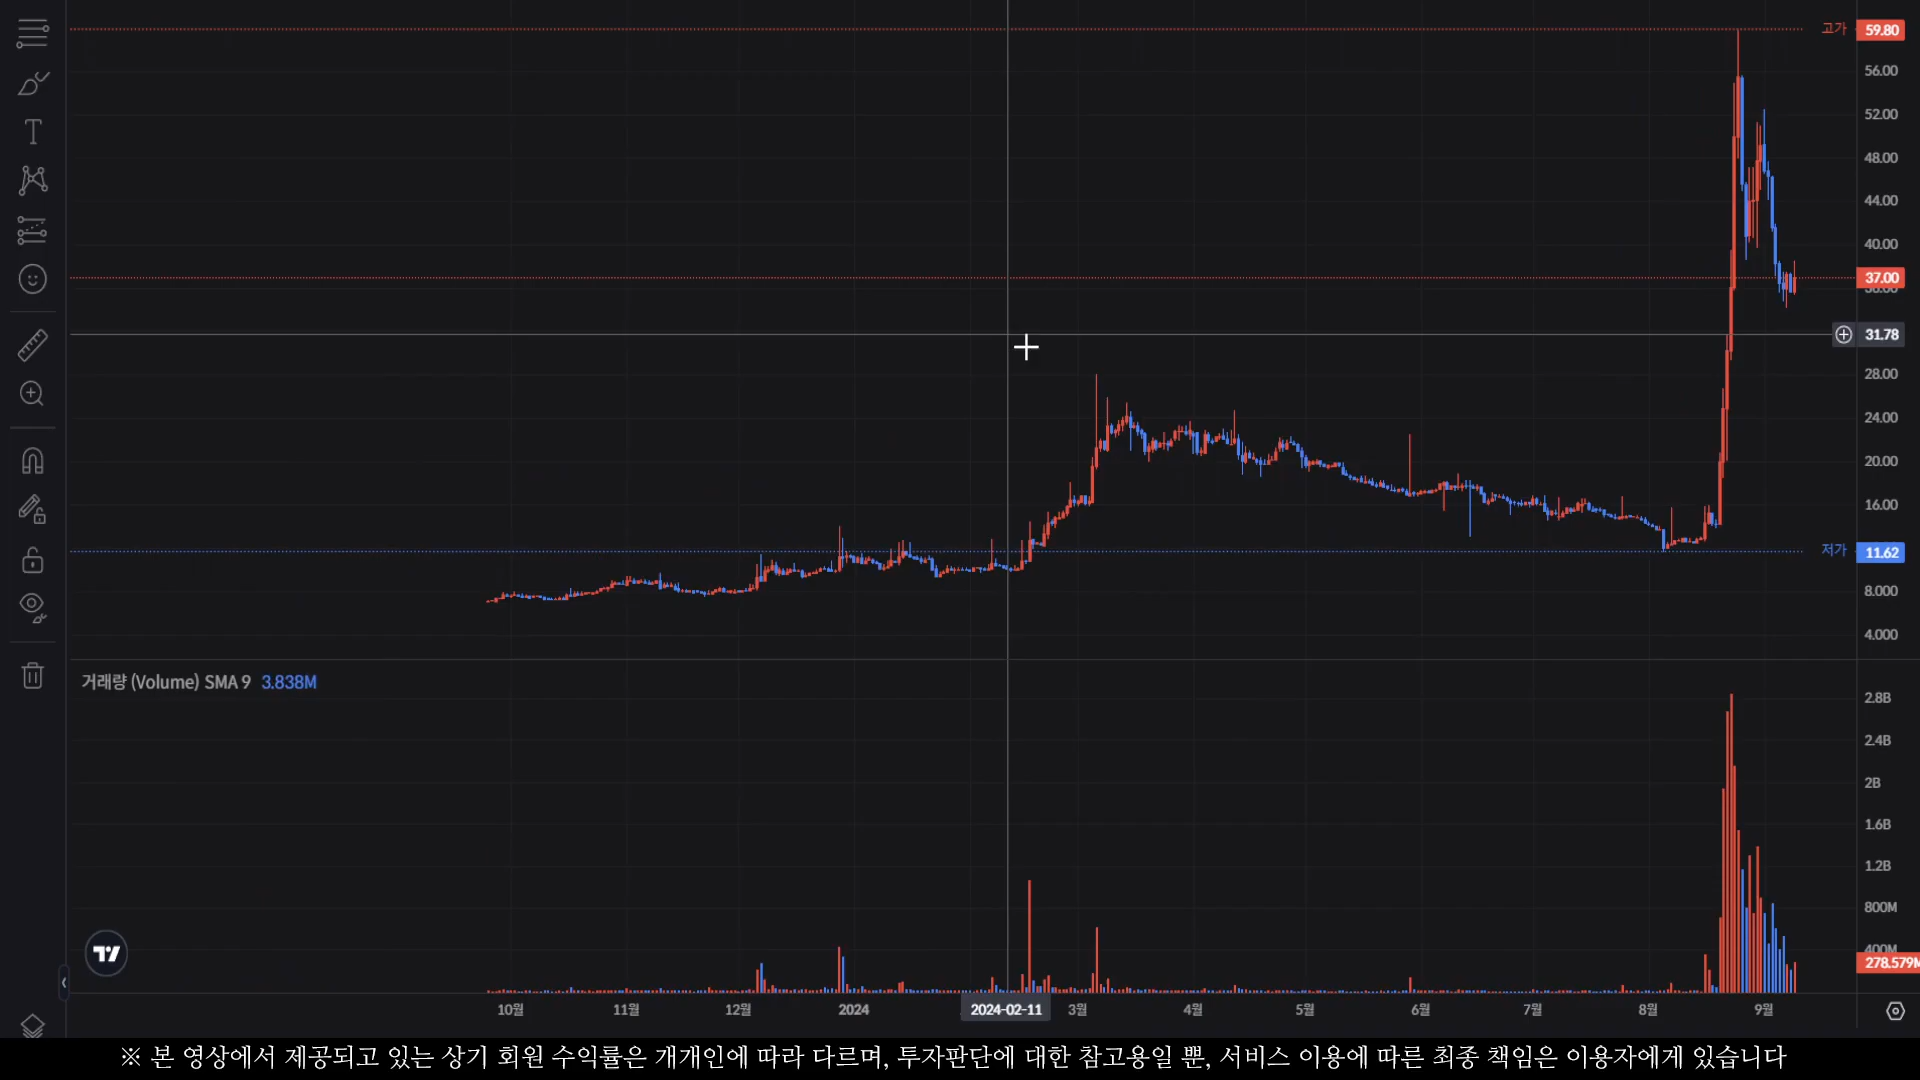 고가 59.80
56.00
52.00
48.00
44.00
40.00
37.00
31.78
28.00
24.00
20.00
16.00
저가 11.62
8.000
4.000
거래량 (Volume) SMA 9 3.838M
2.8B
2.4B
2B
1.6B
1.2B
800M
400M
278.579M
10월 11월 12월 2024 2024-02-11 3월 4월 5월 6월 7월 8월 9월
※ 본 영상에서 제공되고 있는 상기 회원 수익률은 개개인에 따라 다르며, 투자판단에 대한 참고용일 뿐, 서비스 이용에 따른 최종 책임은 이용자에게 있습니다